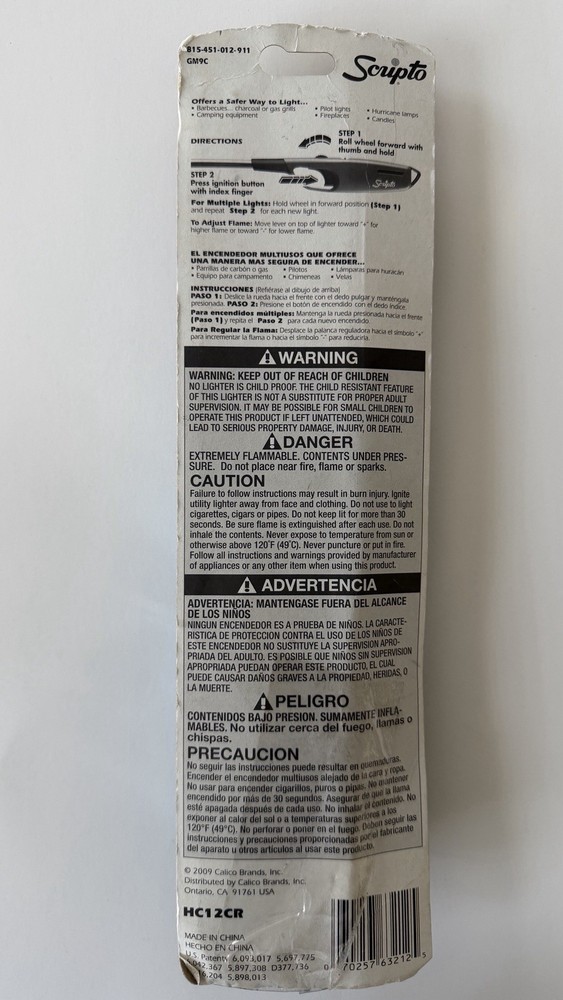 B15-451-012-911
GM9C
Scripto
Offers a Safer Way to Light...
• Barbecues... charcoal or gas grills • Pilot lights • Hurricane lamps
• Camping equipment • Fireplaces • Candles
DIRECTIONS
STEP 1
Roll wheel forward with
thumb and hold
STEP 2
Press ignition button
with index finger
Scripto
For Multiple Lights: Hold wheel in forward position (Step 1)
and repeat Step 2 for each new light.
To Adjust Flame: Move lever on top of lighter toward "+" for
higher flame or toward "-" for lower flame.
EL ENCENDEDOR MULTIUSOS QUE OFRECE
UNA MANERA MAS SEGURA DE ENCENDER...
• Parrillas de carbón o gas • Pilotos • Lámparas para huracán
• Equipo para campamento • Chimeneas • Velas
INSTRUCCIONES (Refiérase al dibujo de arriba)
PASO 1: Deslice la rueda hacia el frente con el dedo pulgar y manténgala
presionada. PASO 2: Presione el botón de encendido con el dedo índice.
Para encendidos múltiples: Mantenga la rueda presionada hacia el frente
(Paso 1) y repita el Paso 2 para cada nuevo encendido.
Para Regular la Flama: Desplace la palanca reguladora hacia el símbolo "+"
para incrementar la flama o hacia el símbolo "-" para reducirla.
WARNING
WARNING: KEEP OUT OF REACH OF CHILDREN
NO LIGHTER IS CHILD PROOF. THE CHILD RESISTANT FEATURE
OF THIS LIGHTER IS NOT A SUBSTITUTE FOR PROPER ADULT
SUPERVISION. IT MAY BE POSSIBLE FOR SMALL CHILDREN TO
OPERATE THIS PRODUCT IF LEFT UNATTENDED, WHICH COULD
LEAD TO SERIOUS PROPERTY DAMAGE, INJURY, OR DEATH.
DANGER
EXTREMELY FLAMMABLE. CONTENTS UNDER PRES-
SURE. Do not place near fire, flame or sparks.
CAUTION
Failure to follow instructions may result in burn injury. Ignite
utility lighter away from face and clothing. Do not use to light
cigarettes, cigars or pipes. Do not keep lit for more than 30
seconds. Be sure flame is extinguished after each use. Do not
inhale the contents. Never expose to temperature from sun or
otherwise above 120°F (49°C). Never puncture or put in fire.
Follow all instructions and warnings provided by manufacturer
of appliances or any other item when using this product.
ADVERTENCIA
ADVERTENCIA: MANTENGASE FUERA DEL ALCANCE
DE LOS NIÑOS
NINGUN ENCENDEDOR ES A PRUEBA DE NIÑOS. LA CARACTE-
RISTICA DE PROTECCION CONTRA EL USO DE LOS NIÑOS DE
ESTE ENCENDEDOR NO SUSTITUYE LA SUPERVISION APRO-
PRIADA DEL ADULTO. ES POSIBLE QUE NIÑOS SIN SUPERVISION
APROPRIADA PUEDAN OPERAR ESTE PRODUCTO, EL CUAL
PUEDE CAUSAR DAÑOS GRAVES A LA PROPIEDAD, HERIDAS, O
LA MUERTE.
PELIGRO
CONTENIDOS BAJO PRESION. SUMAMENTE INFLA-
MABLES. No utilizar cerca del fuego, llamas o
chispas.
PRECAUCION
No seguir las instrucciones puede resultar en quemaduras.
Encender el encendedor multiusos alejado de la cara y ropa.
No usar para encender cigarillos, puros o pipas. No mantener
encendido por más de 30 segundos. Asegurar de que la llama
esté apagada después de cada uso. No inhalar el contenido. No
exponer al calor del sol o a temperaturas superiores a los
120°F (49°C). No perforar o poner en el fuego. Deben seguir las
instrucciones y precauciones proporcionadas por el fabricante
del aparato u otros artículos al usar este producto.
© 2009 Calico Brands, Inc.
Distributed by Calico Brands, Inc.
Ontario, CA 91761 USA
HC12CR
MADE IN CHINA
HECHO EN CHINA
U.S. Patents 6,093,017 5,697,775
,042,367 5,897,308 D377,736
,204 5,898,013
0 70257 63212 5